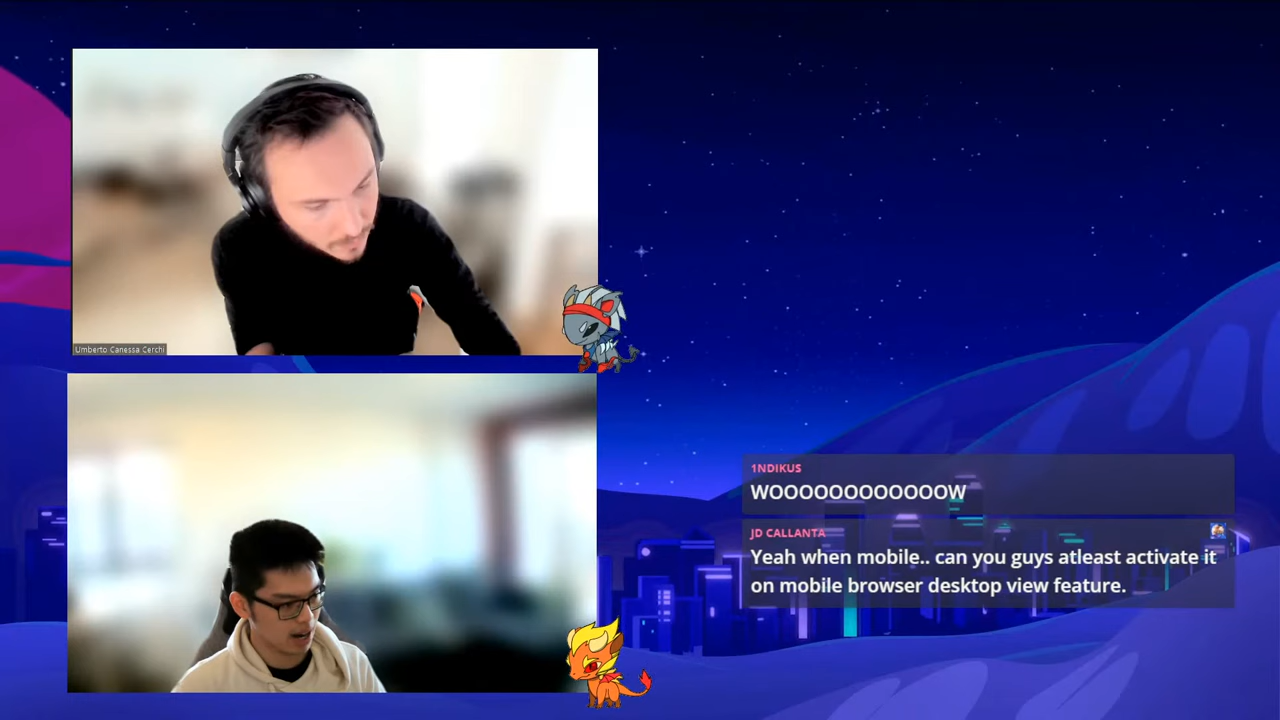 Umberto Canessa Cerchi
1NDIKUS
WOOOOOOOOOOOOW
JD CALLANTA
Yeah when mobile.. can you guys atleast activate it
on mobile browser desktop view feature.